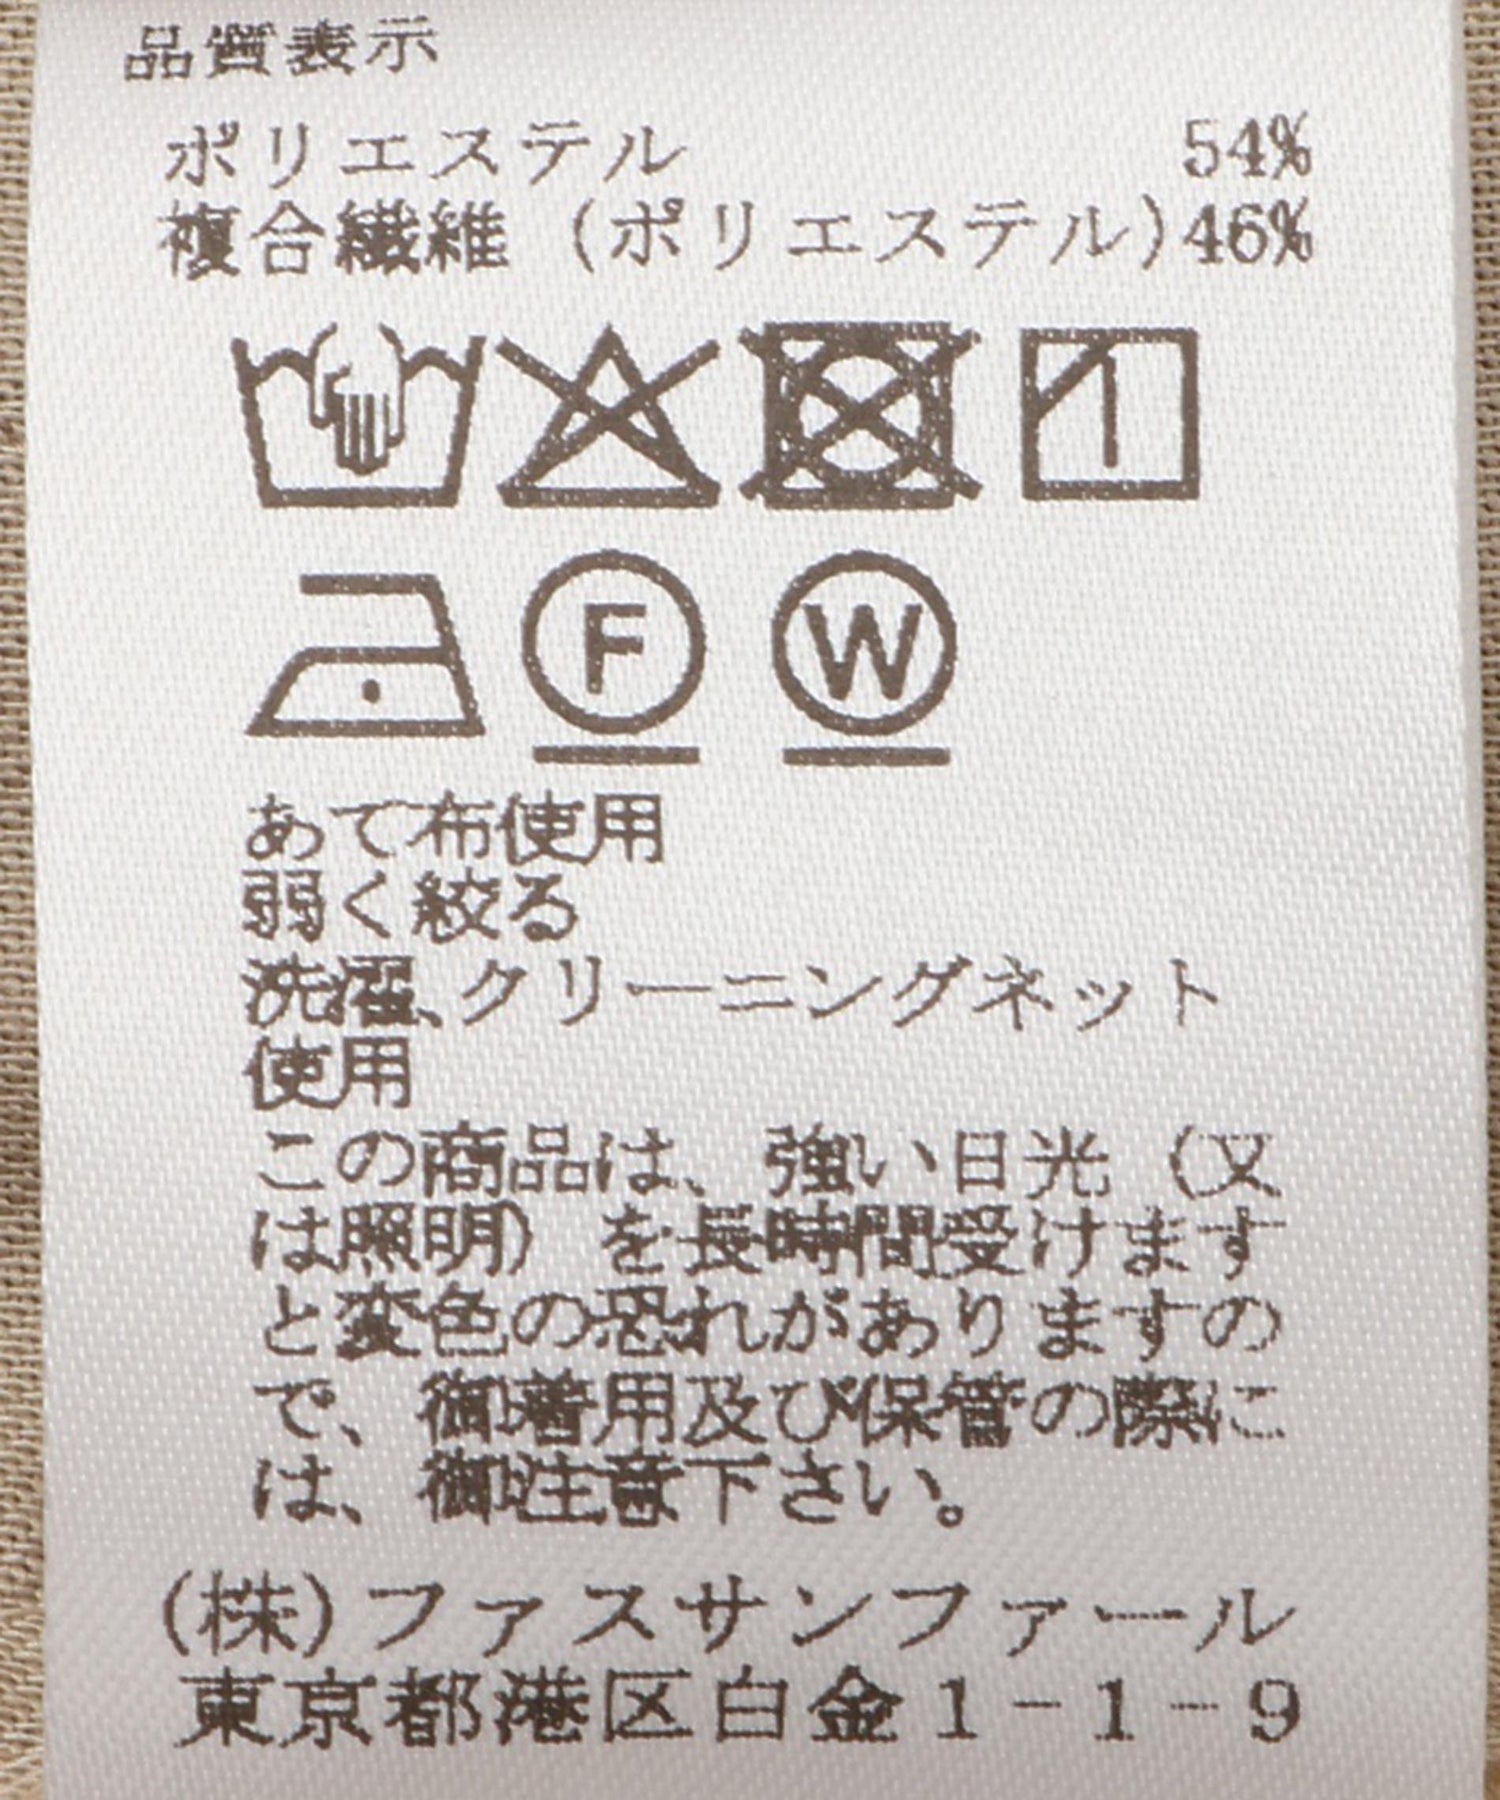 品質表示
ポリエステル 54%
複合繊維 (ポリエステル)46%
F W
あて布使用
弱く絞る
洗濯、クリーニングネット
使用
この商品は、強い日光(又
は照明)を長時間受けます
と変色の恐れがありますの
で、御着用及び保管の際に
は、御注意下さい。
(株)ファスサンファール
東京都港区白金1-1-9